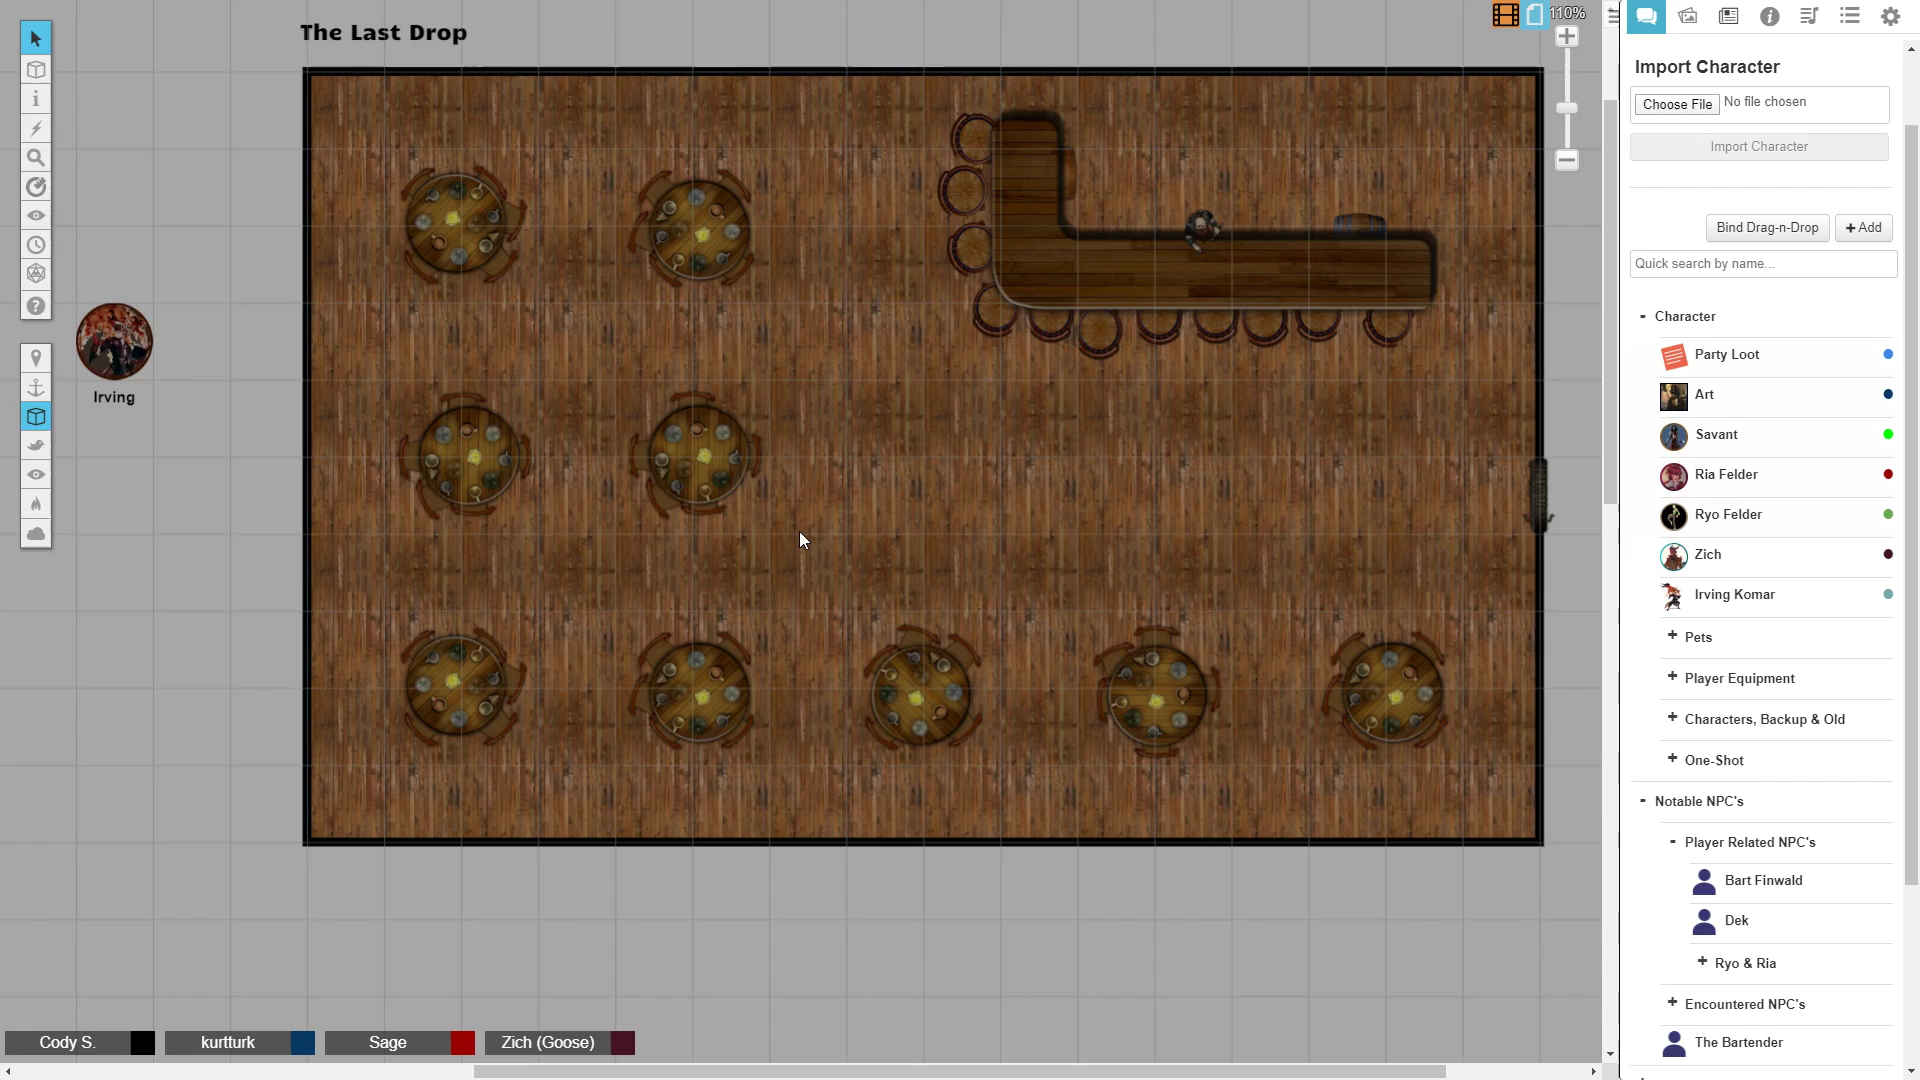 The Last Drop
110%
Irving
Import Character
Choose File No file chosen
Import Character
Bind Drag-n-Drop
+ Add
Quick search by name...
- Character
Party Loot
Art
Savant
Ria Felder
Ryo Felder
Zich
Irving Komar
+ Pets
+ Player Equipment
+ Characters, Backup & Old
+ One-Shot
- Notable NPC's
- Player Related NPC's
Bart Finwald
Dek
+ Ryo & Ria
+ Encountered NPC's
The Bartender
Cody S.
kurtturk
Sage
Zich (Goose)